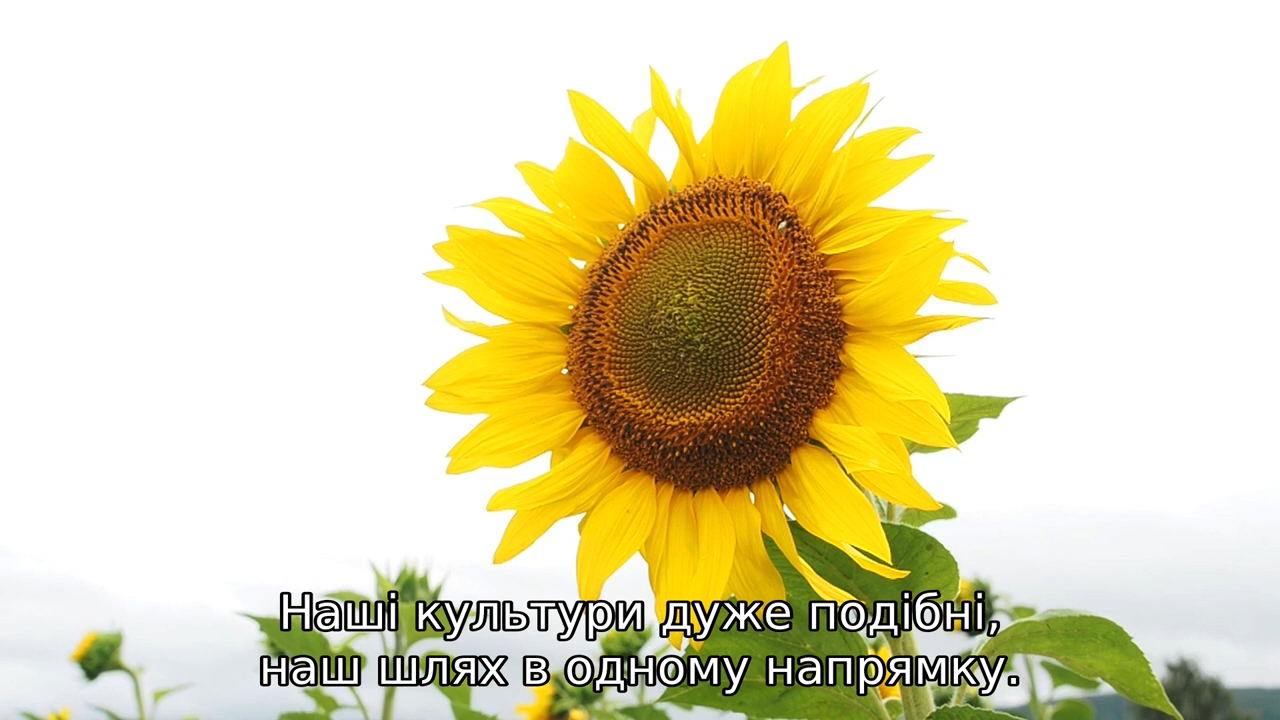 Наші культури дуже подібні,
наш шлях в одному напрямку.